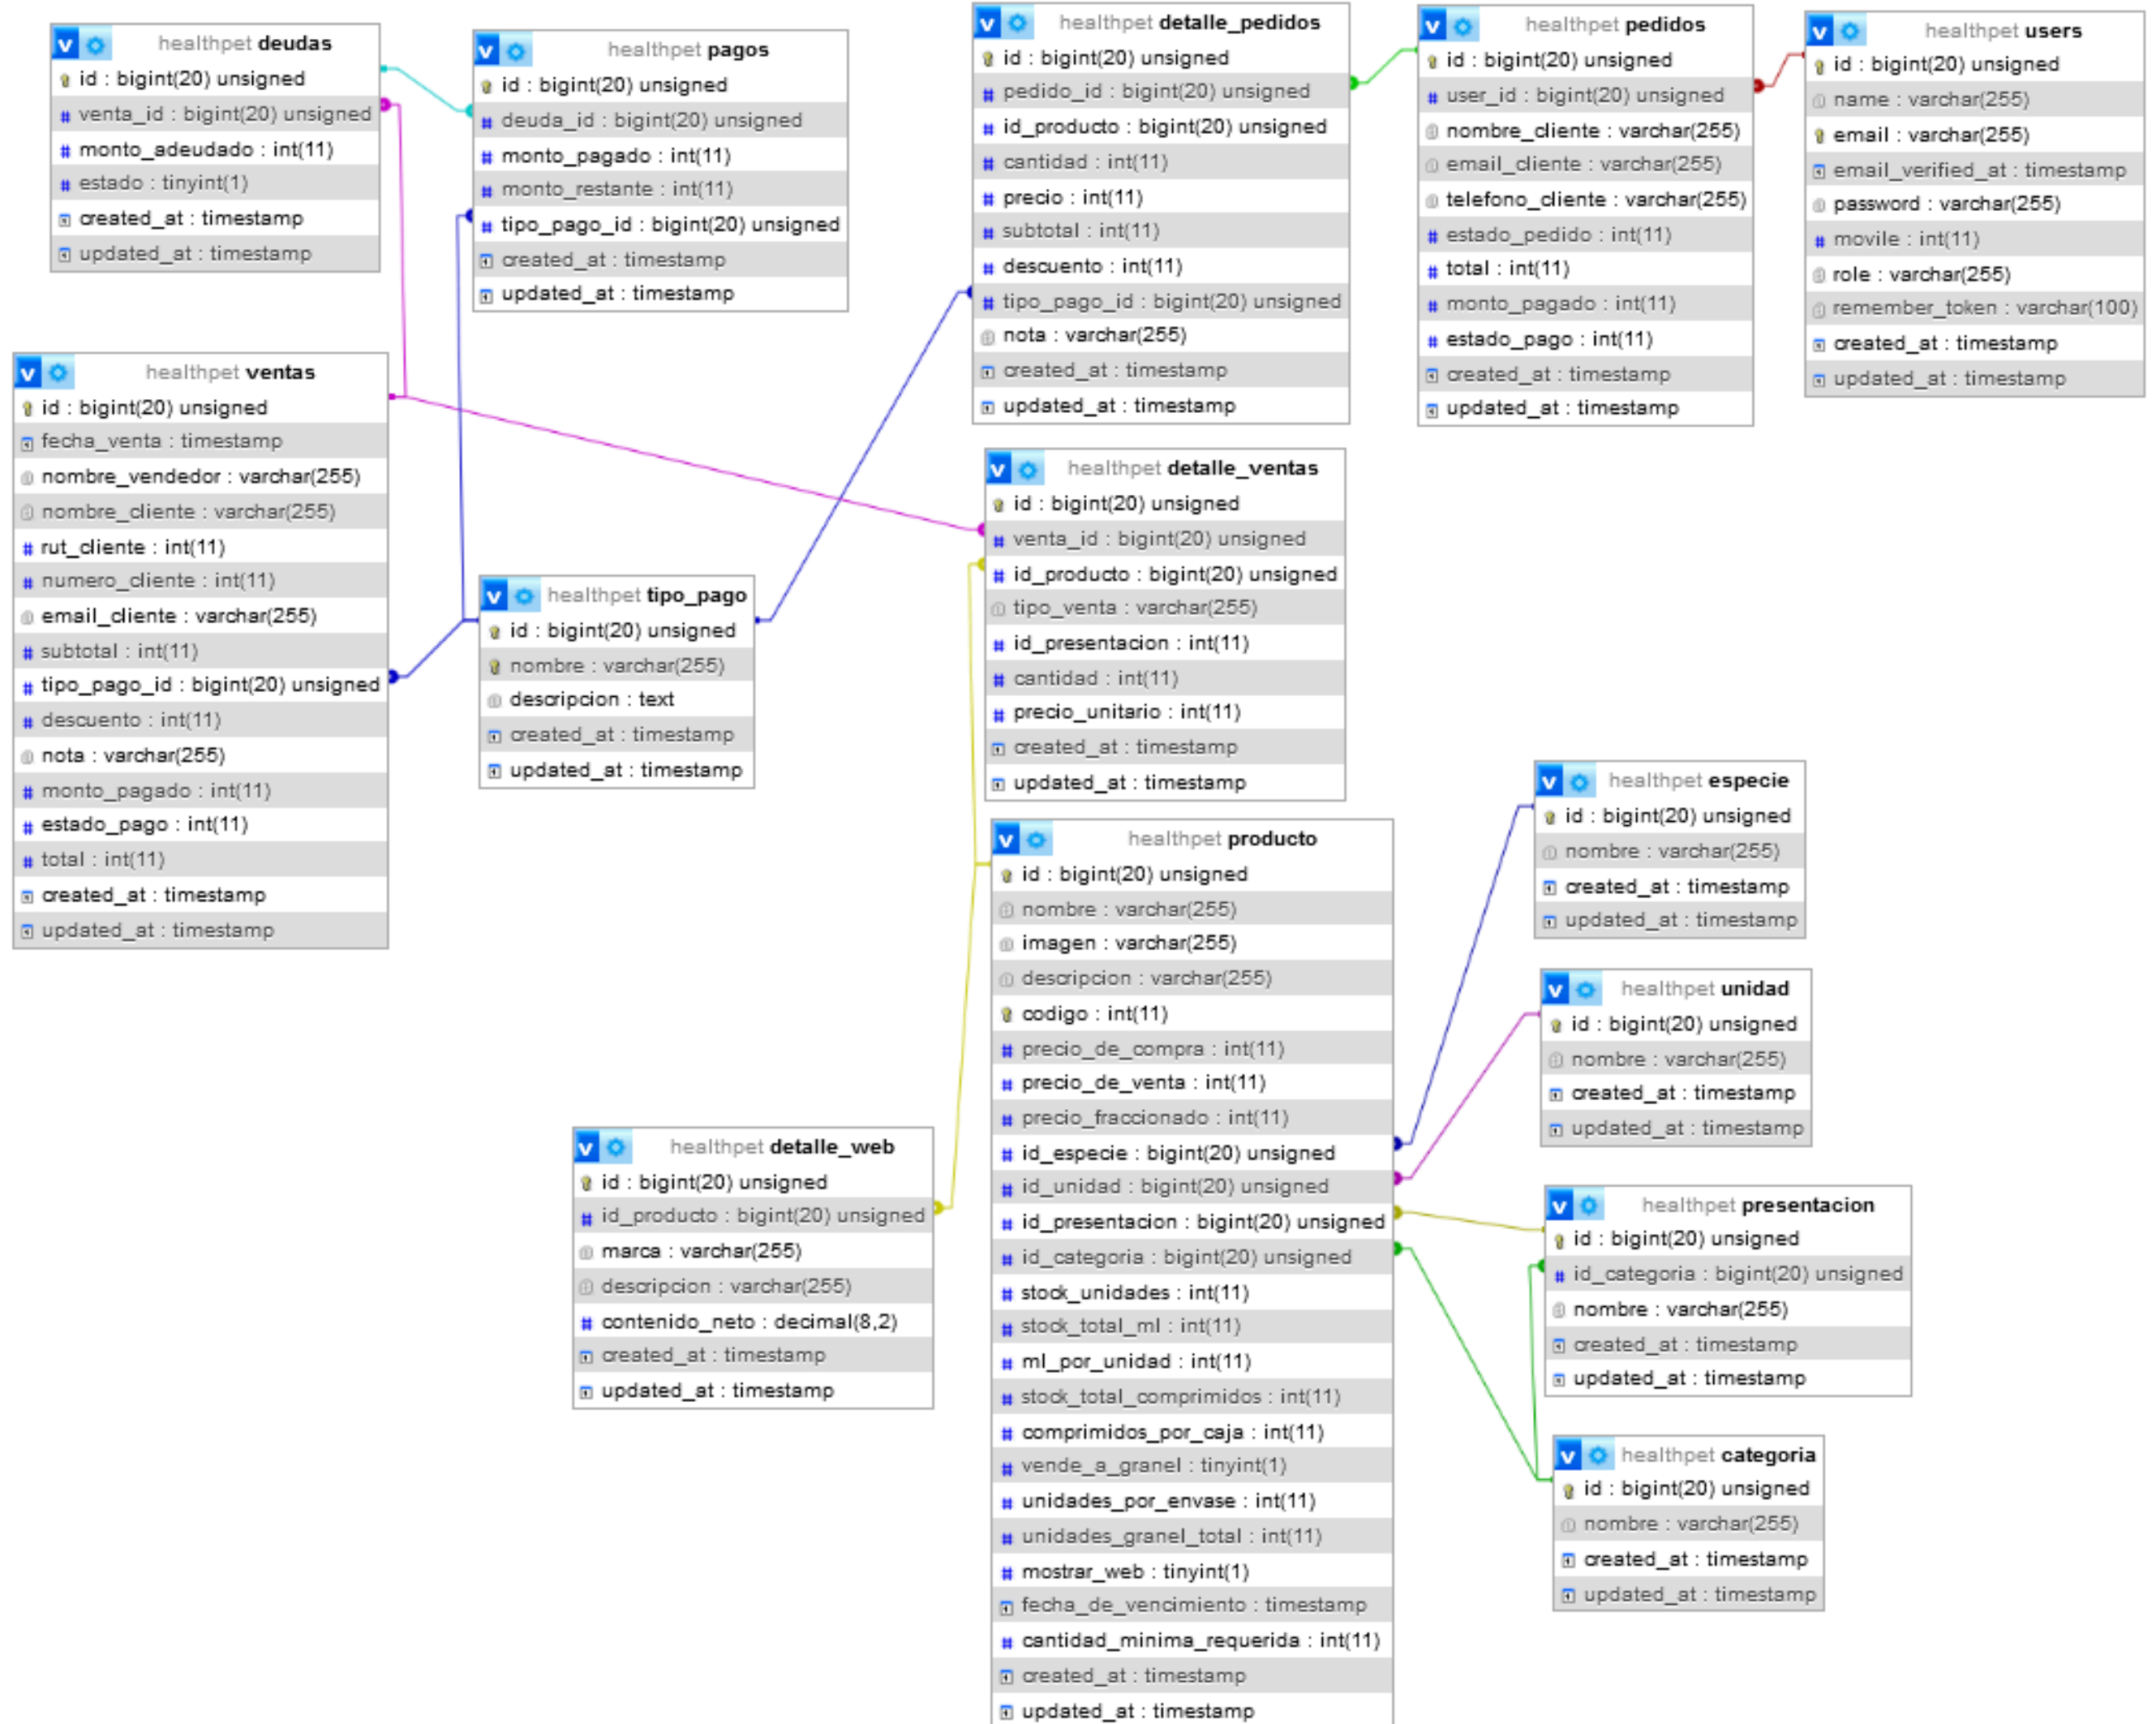 healthpet deudas
id : bigint(20) unsigned
venta_id : bigint(20) unsigned
monto_adeudado : int(11)
estado : tinyint(1)
created_at : timestamp
updated_at : timestamp
healthpet pagos
id : bigint(20) unsigned
deuda_id : bigint(20) unsigned
monto_pagado : int(11)
monto_restante : int(11)
tipo_pago_id : bigint(20) unsigned
created_at : timestamp
updated_at : timestamp
healthpet detalle_pedidos
id : bigint(20) unsigned
pedido_id : bigint(20) unsigned
id_producto : bigint(20) unsigned
cantidad : int(11)
precio : int(11)
subtotal : int(11)
descuento : int(11)
tipo_pago_id : bigint(20) unsigned
nota : varchar(255)
created_at : timestamp
updated_at : timestamp
healthpet pedidos
id : bigint(20) unsigned
user_id : bigint(20) unsigned
nombre_cliente : varchar(255)
email_cliente : varchar(255)
telefono_cliente : varchar(255)
estado_pedido : int(11)
total : int(11)
monto_pagado : int(11)
estado_pago : int(11)
created_at : timestamp
updated_at : timestamp
healthpet users
id : bigint(20) unsigned
name : varchar(255)
email : varchar(255)
email_verified_at : timestamp
password : varchar(255)
movile : int(11)
role : varchar(255)
remember_token : varchar(100)
created_at : timestamp
updated_at : timestamp
healthpet ventas
id : bigint(20) unsigned
fecha_venta : timestamp
nombre_vendedor : varchar(255)
nombre_cliente : varchar(255)
rut_cliente : int(11)
numero_cliente : int(11)
email_cliente : varchar(255)
subtotal : int(11)
tipo_pago_id : bigint(20) unsigned
descuento : int(11)
nota : varchar(255)
monto_pagado : int(11)
estado_pago : int(11)
total : int(11)
created_at : timestamp
updated_at : timestamp
healthpet tipo_pago
id : bigint(20) unsigned
nombre : varchar(255)
descripcion : text
created_at : timestamp
updated_at : timestamp
healthpet detalle_ventas
id : bigint(20) unsigned
venta_id : bigint(20) unsigned
id_producto : bigint(20) unsigned
tipo_venta : varchar(255)
id_presentacion : int(11)
cantidad : int(11)
precio_unitario : int(11)
created_at : timestamp
updated_at : timestamp
healthpet producto
id : bigint(20) unsigned
nombre : varchar(255)
imagen : varchar(255)
descripcion : varchar(255)
codigo : int(11)
precio_de_compra : int(11)
precio_de_venta : int(11)
precio_fraccionado : int(11)
id_especie : bigint(20) unsigned
id_unidad : bigint(20) unsigned
id_presentacion : bigint(20) unsigned
id_categoria : bigint(20) unsigned
stock_unidades : int(11)
stock_total_ml : int(11)
ml_por_unidad : int(11)
stock_total_comprimidos : int(11)
comprimidos_por_caja : int(11)
vende_a_granel : tinyint(1)
unidades_por_envase : int(11)
unidades_granel_total : int(11)
mostrar_web : tinyint(1)
fecha_de_vencimiento : timestamp
cantidad_minima_requerida : int(11)
created_at : timestamp
updated_at : timestamp
healthpet detalle_web
id : bigint(20) unsigned
id_producto : bigint(20) unsigned
marca : varchar(255)
descripcion : varchar(255)
contenido_neto : decimal(8,2)
created_at : timestamp
updated_at : timestamp
healthpet especie
id : bigint(20) unsigned
nombre : varchar(255)
created_at : timestamp
updated_at : timestamp
healthpet unidad
id : bigint(20) unsigned
nombre : varchar(255)
created_at : timestamp
updated_at : timestamp
healthpet presentacion
id : bigint(20) unsigned
id_categoria : bigint(20) unsigned
nombre : varchar(255)
created_at : timestamp
updated_at : timestamp
healthpet categoria
id : bigint(20) unsigned
nombre : varchar(255)
created_at : timestamp
updated_at : timestamp